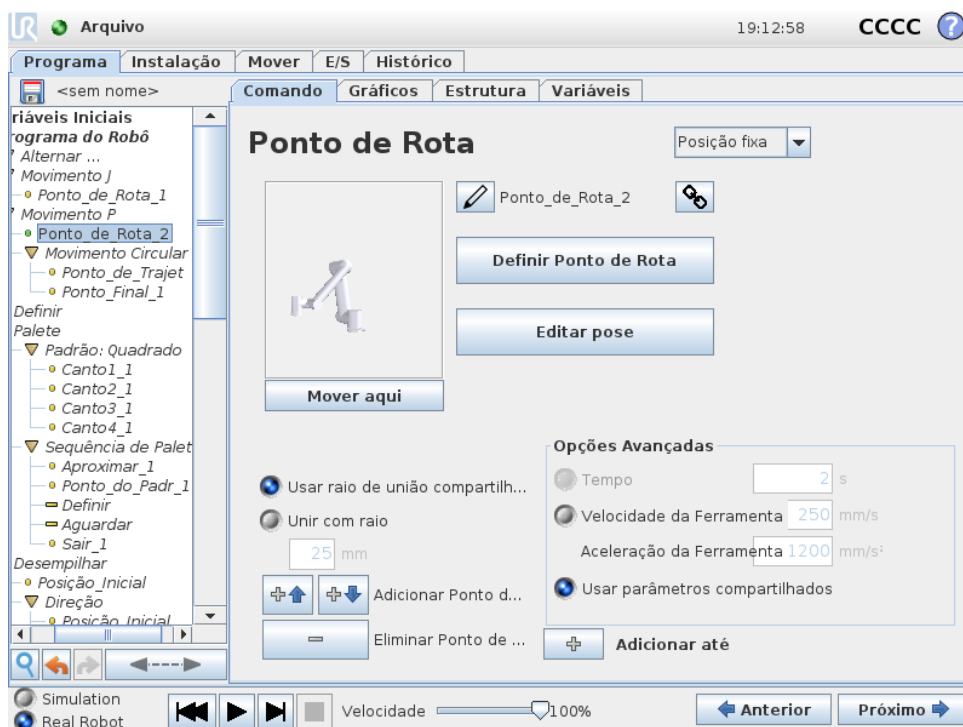 UR Arquivo 19:12:58 CCCC ?
Programa Instalação Mover E/S Histórico
<sem nome> Comando Gráficos Estrutura Variáveis
riáveis Iniciais
rograma do Robô
Alternar ...
Movimento J
Ponto_de_Rota_1
Movimento P
Ponto_de_Rota_2
Movimento Circular
Ponto_de_Trajet
Ponto_Final_1
Definir
Palete
Padrão: Quadrado
Canto1_1
Canto2_1
Canto3_1
Canto4_1
Sequência de Palet
Aproximar_1
Ponto_do_Padr_1
Definir
Aguardar
Sair_1
Desempilhar
Posição_Inicial
Direção
Posição_Inicial
Ponto de Rota
Posição fixa
Ponto_de_Rota_2
Definir Ponto de Rota
Editar pose
Mover aqui
Usar raio de união compartilh...
Unir com raio
25 mm
Adicionar Ponto d...
Eliminar Ponto de ...
Opções Avançadas
Tempo 2 s
Velocidade da Ferramenta 250 mm/s
Aceleração da Ferramenta 1200 mm/s²
Usar parâmetros compartilhados
Adicionar até
Simulation
Real Robot
Velocidade 100%
Anterior Próximo